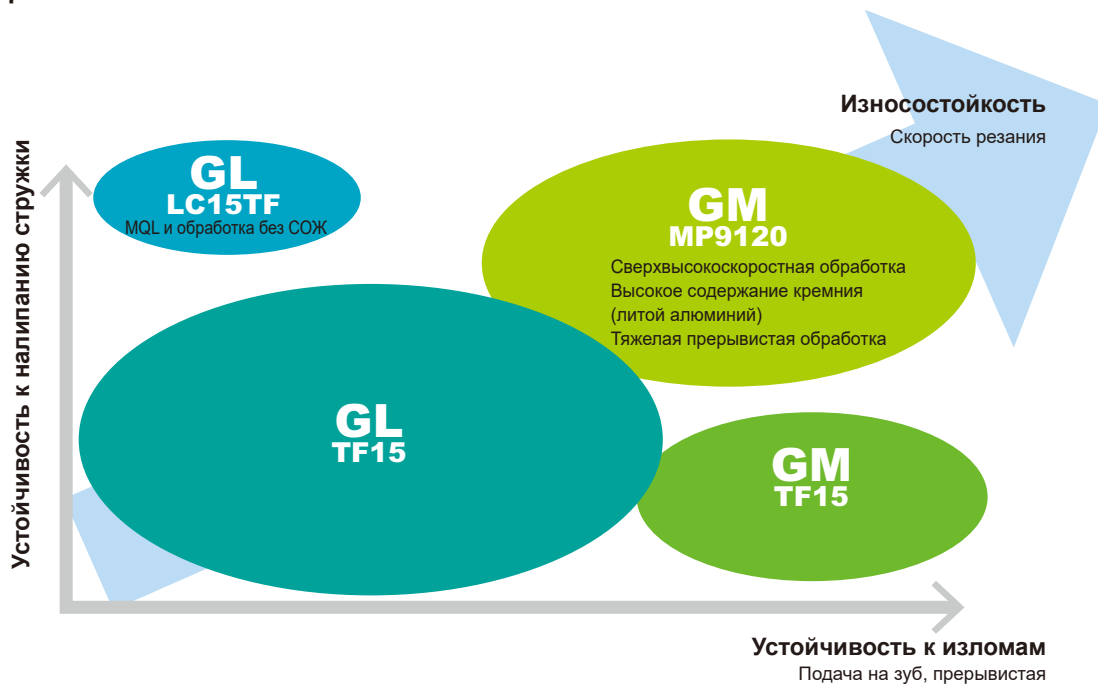 Износостойкость
Скорость резания
Устойчивость к налипанию стружки
GL
LC15TF
MQL и обработка без СОЖ
GM
MP9120
Сверхвысокоскоростная обработка
Высокое содержание кремния
(литой алюминий)
Тяжелая прерывистая обработка
GL
TF15
GM
TF15
Устойчивость к изломам
Подача на зуб, прерывистая